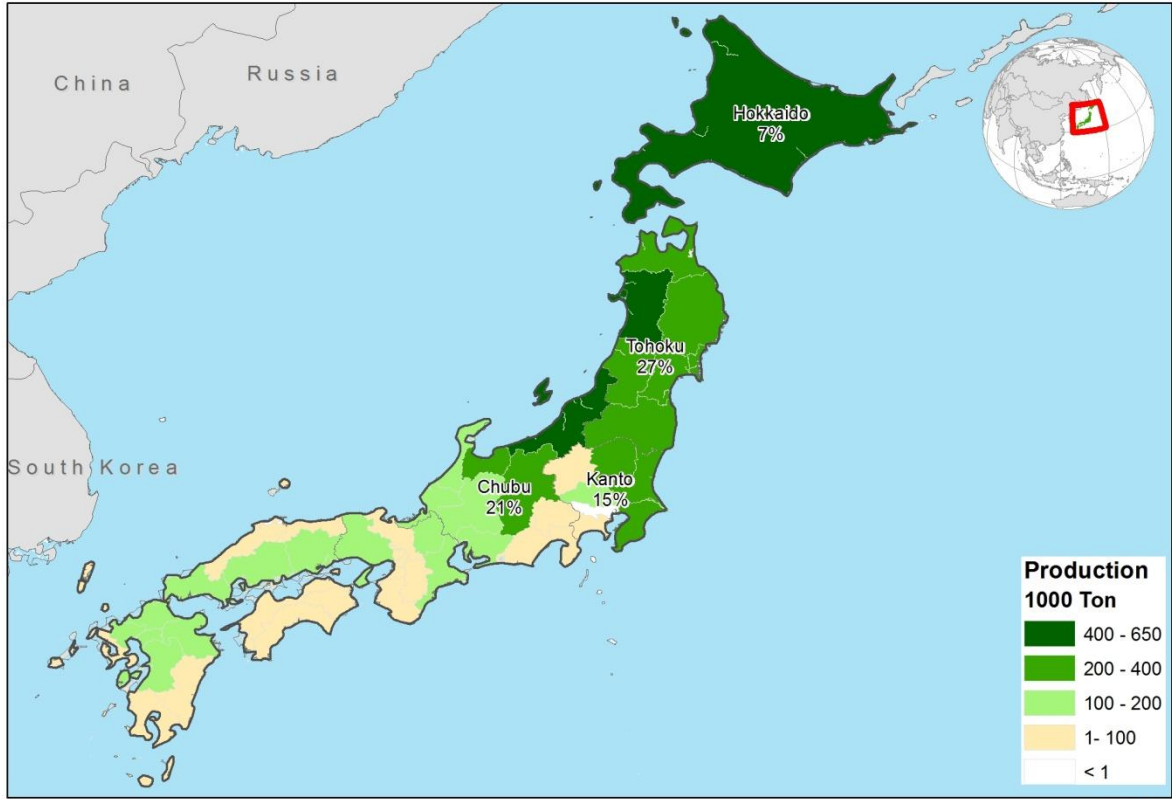 China
Russia
Hokkaido
7%
Tohoku
27%
South Korea
Chubu
21%
Kanto
15%
Production
1000 Ton
400 - 650
200 - 400
100 - 200
1- 100
< 1